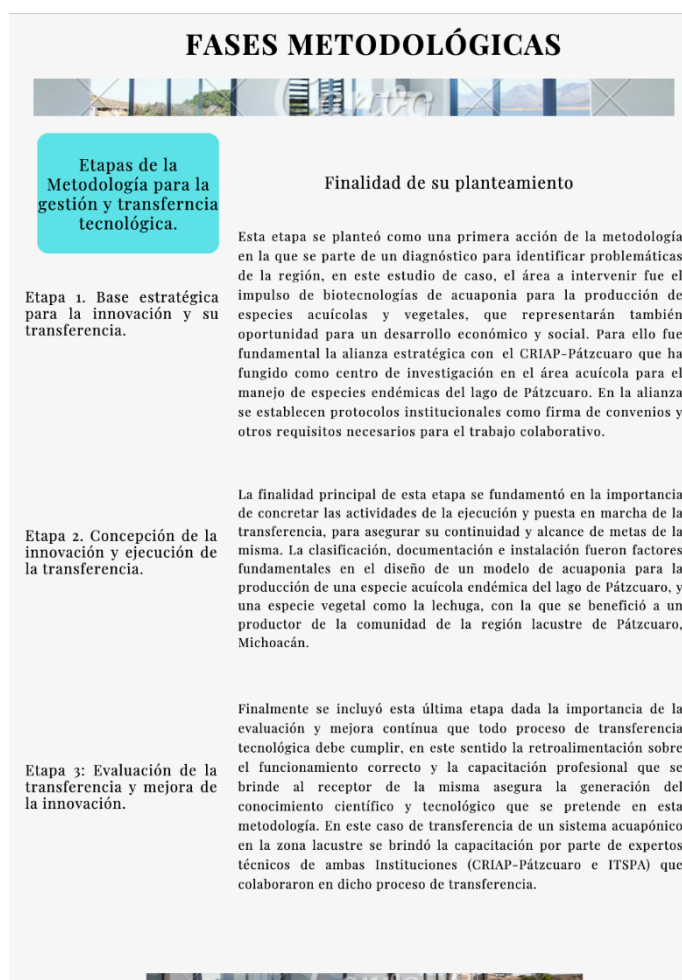 FASES METODOLÓGICAS
Canva
Etapas de la
Metodología para la
gestión y transferncia
tecnológica.
Finalidad de su planteamiento
Etapa 1. Base estratégica
para la innovación y su
transferencia.
Esta etapa se planteó como una primera acción de la metodología
en la que se parte de un diagnóstico para identificar problemáticas
de la región, en este estudio de caso, el área a intervenir fue el
impulso de biotecnologías de acuaponia para la producción de
especies acuícolas y vegetales, que representarán también
oportunidad para un desarrollo económico y social. Para ello fue
fundamental la alianza estratégica con el CRIAP-Pátzcuaro que ha
fungido como centro de investigación en el área acuícola para el
manejo de especies endémicas del lago de Pátzcuaro. En la alianza
se establecen protocolos institucionales como firma de convenios y
otros requisitos necesarios para el trabajo colaborativo.
Etapa 2. Concepción de la
innovación y ejecución de
la transferencia.
La finalidad principal de esta etapa se fundamentó en la importancia
de concretar las actividades de la ejecución y puesta en marcha de la
transferencia, para asegurar su continuidad y alcance de metas de la
misma. La clasificación, documentación e instalación fueron factores
fundamentales en el diseño de un modelo de acuaponia para la
producción de una especie acuícola endémica del lago de Pátzcuaro, y
una especie vegetal como la lechuga, con la que se benefició a un
productor de la comunidad de la región lacustre de Pátzcuaro,
Michoacán.
Etapa 3: Evaluación de la
transferencia y mejora de
la innovación.
Finalmente se incluyó esta última etapa dada la importancia de la
evaluación y mejora contínua que todo proceso de transferencia
tecnológica debe cumplir, en este sentido la retroalimentación sobre
el funcionamiento correcto y la capacitación profesional que se
brinde al receptor de la misma asegura la generación del
conocimiento científico y tecnológico que se pretende en esta
metodología. En este caso de transferencia de un sistema acuapónico
en la zona lacustre se brindó la capacitación por parte de expertos
técnicos de ambas Instituciones (CRIAP-Pátzcuaro e ITSPA) que
colaboraron en dicho proceso de transferencia.